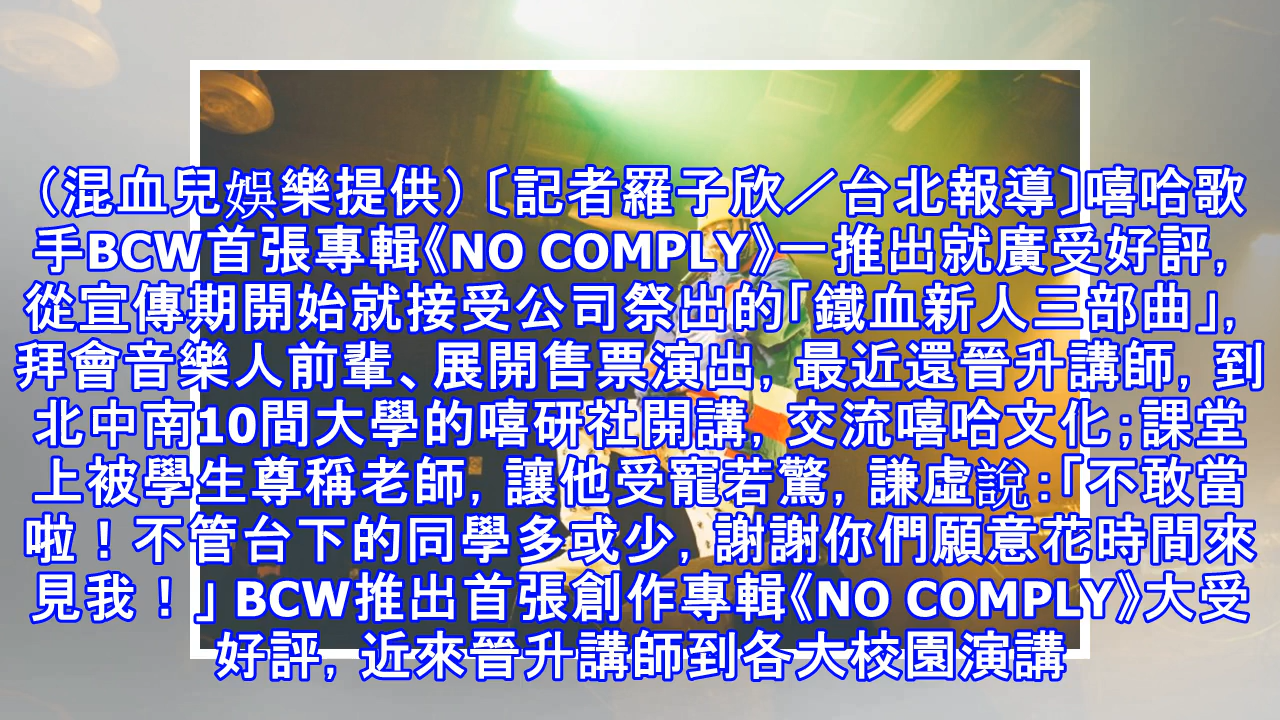 （混血兒娛樂提供）〔記者羅子欣／台北報導〕嘻哈歌
手BCW首張專輯《NO COMPLY》一推出就廣受好評,
從宣傳期開始就接受公司祭出的「鐵血新人三部曲」,
拜會音樂人前輩、展開售票演出, 最近還晉升講師, 到
北中南10間大學的嘻研社開講, 交流嘻哈文化;課堂
上被學生尊稱老師, 讓他受寵若驚, 謙虛說:「不敢當
啦！不管台下的同學多或少, 謝謝你們願意花時間來
見我！」BCW推出首張創作專輯《NO COMPLY》大受
好評, 近來晉升講師到各大校園演講